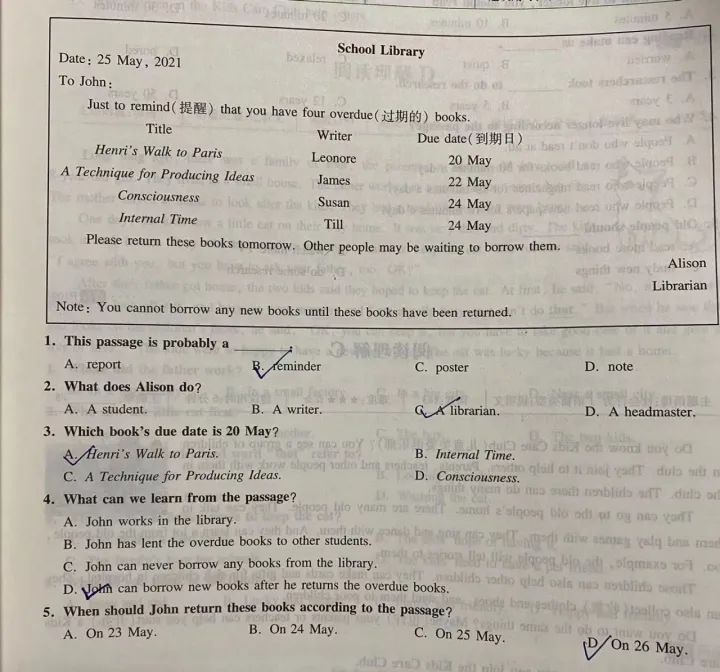 School Library
Date: 25 May, 2021
To John:
Just to remind(提醒) that you have four overdue(过期的) books.
Title Writer Due date(到期日)
Henri's Walk to Paris Leonore 20 May
A Technique for Producing Ideas James 22 May
Consciousness Susan 24 May
Internal Time Till 24 May
Please return these books tomorrow. Other people may be waiting to borrow them.
Alison
Librarian
Note: You cannot borrow any new books until these books have been returned.
1. This passage is probably a ______.
A. report B. reminder C. poster D. note
2. What does Alison do?
A. A student. B. A writer. C. A librarian. D. A headmaster.
3. Which book's due date is 20 May?
A. Henri's Walk to Paris. B. Internal Time.
C. A Technique for Producing Ideas. D. Consciousness.
4. What can we learn from the passage?
A. John works in the library.
B. John has lent the overdue books to other students.
C. John can never borrow any books from the library.
D. John can borrow new books after he returns the overdue books.
5. When should John return these books according to the passage?
A. On 23 May. B. On 24 May. C. On 25 May. D. On 26 May.